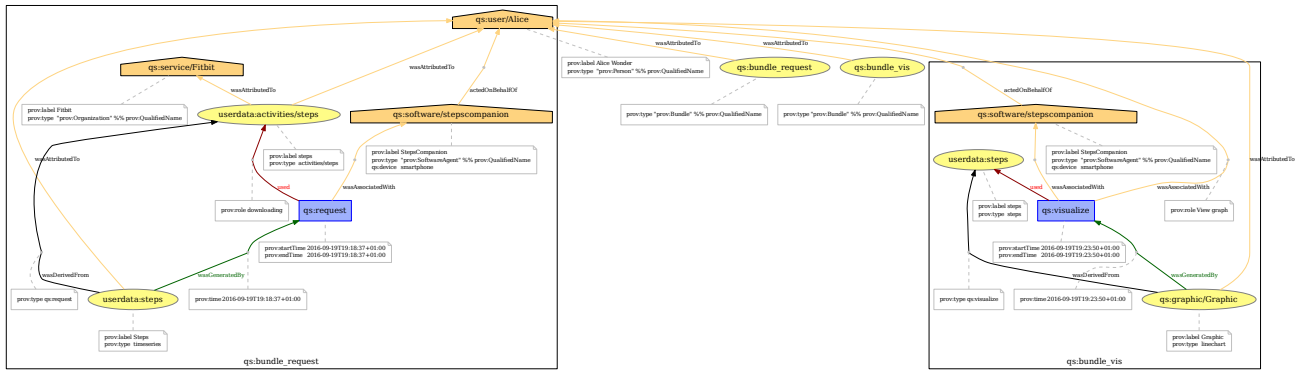 qs:user/Alice
wasAttributedTo
wasAttributedTo
qs:service/Fitbit
wasAttributedTo
prov:label Alice Wonder
prov:type "prov:Person" %% prov:QualifiedName
qs:bundle_request
qs:bundle_vis
wasAttributedTo
actedOnBehalfOf
actedOnBehalfOf
prov:label Fitbit
prov:type "prov:Organization" %% prov:QualifiedName
userdata:activities/steps
qs:software/stepscompanion
prov:type "prov:Bundle" %% prov:QualifiedName
prov:type "prov:Bundle" %% prov:QualifiedName
qs:software/stepscompanion
wasAttributedTo
prov:label steps
prov:type activities/steps
prov:label StepsCompanion
prov:type "prov:SoftwareAgent" %% prov:QualifiedName
qs:device smartphone
userdata:steps
prov:label StepsCompanion
prov:type "prov:SoftwareAgent" %% prov:QualifiedName
qs:device smartphone
wasAttributedTo
used
wasAssociatedWith
used
wasAssociatedWith
wasAssociatedWith
prov:role downloading
qs:request
prov:label steps
prov:type steps
qs:visualize
prov:role View graph
prov:startTime 2016-09-19T19:18:37+01:00
prov:endTime 2016-09-19T19:18:37+01:00
prov:startTime 2016-09-19T19:23:50+01:00
prov:endTime 2016-09-19T19:23:50+01:00
wasDerivedFrom
wasGeneratedBy
wasDerivedFrom
wasGeneratedBy
prov:type qs:request
userdata:steps
prov:time 2016-09-19T19:18:37+01:00
prov:type qs:visualize
prov:time 2016-09-19T19:23:50+01:00
qs:graphic/Graphic
prov:label Steps
prov:type timeseries
prov:label Graphic
prov:type linechart
qs:bundle_request
qs:bundle_vis